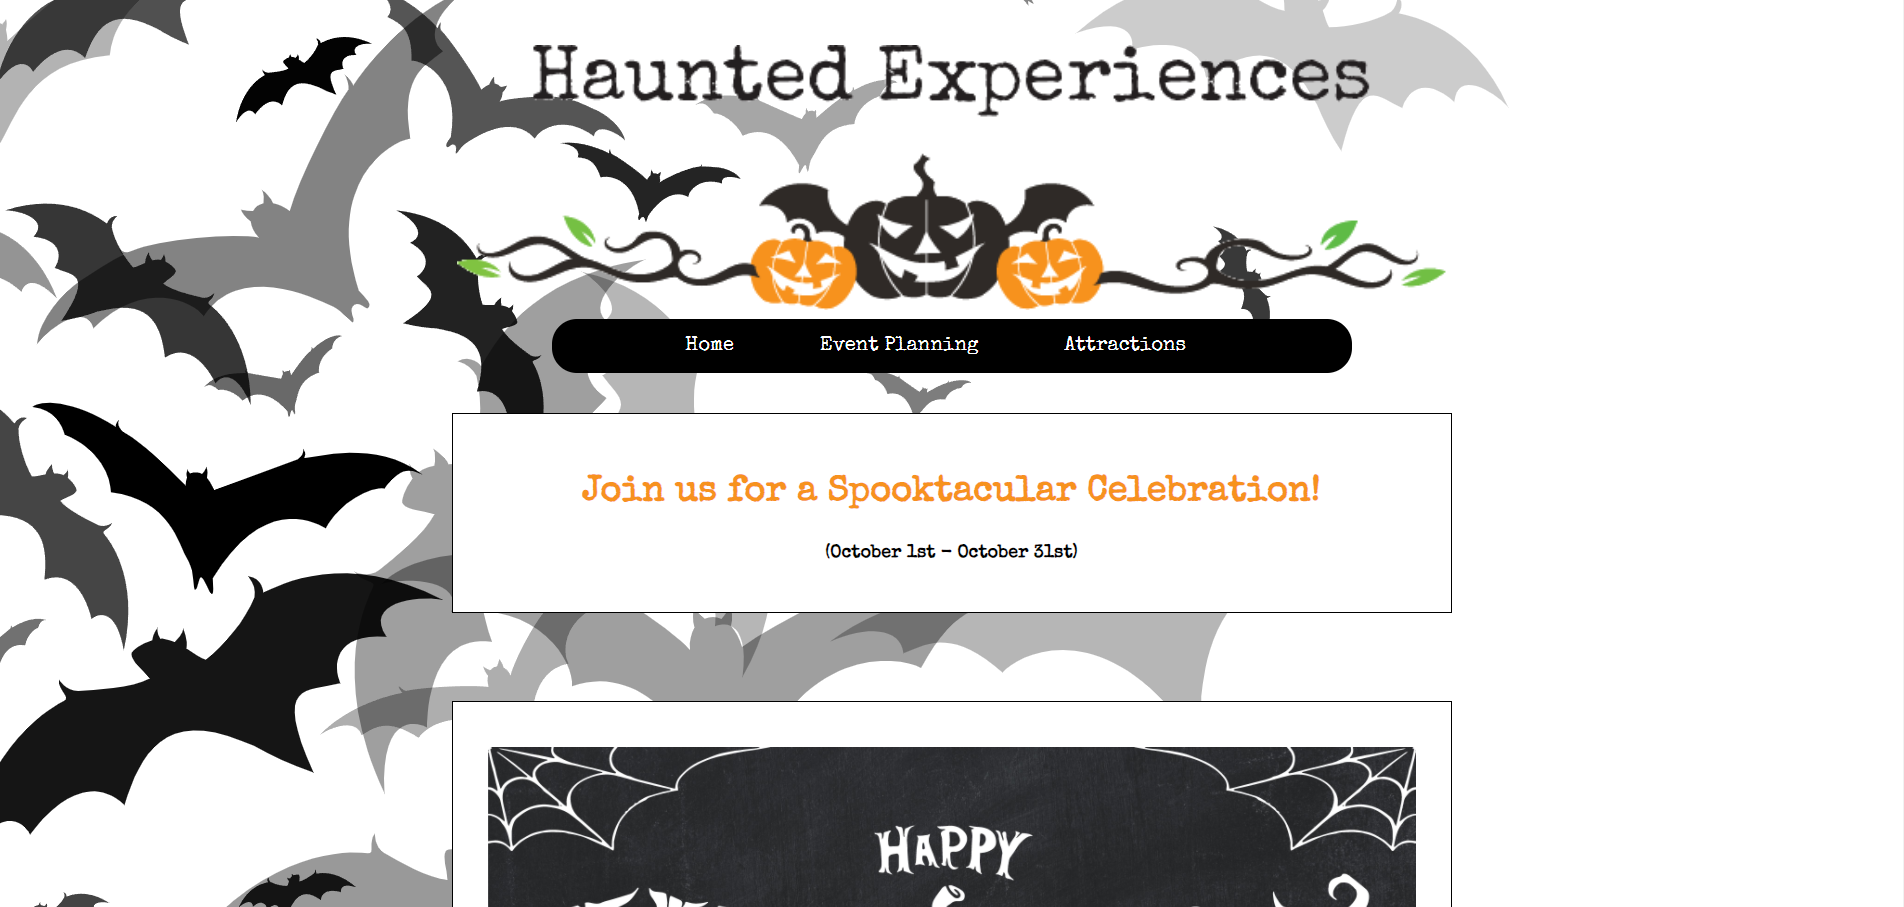 Haunted Experiences
Home Event Planning Attractions
Join us for a Spooktacular Celebration!
(October 1st - October 31st)
HAPPY